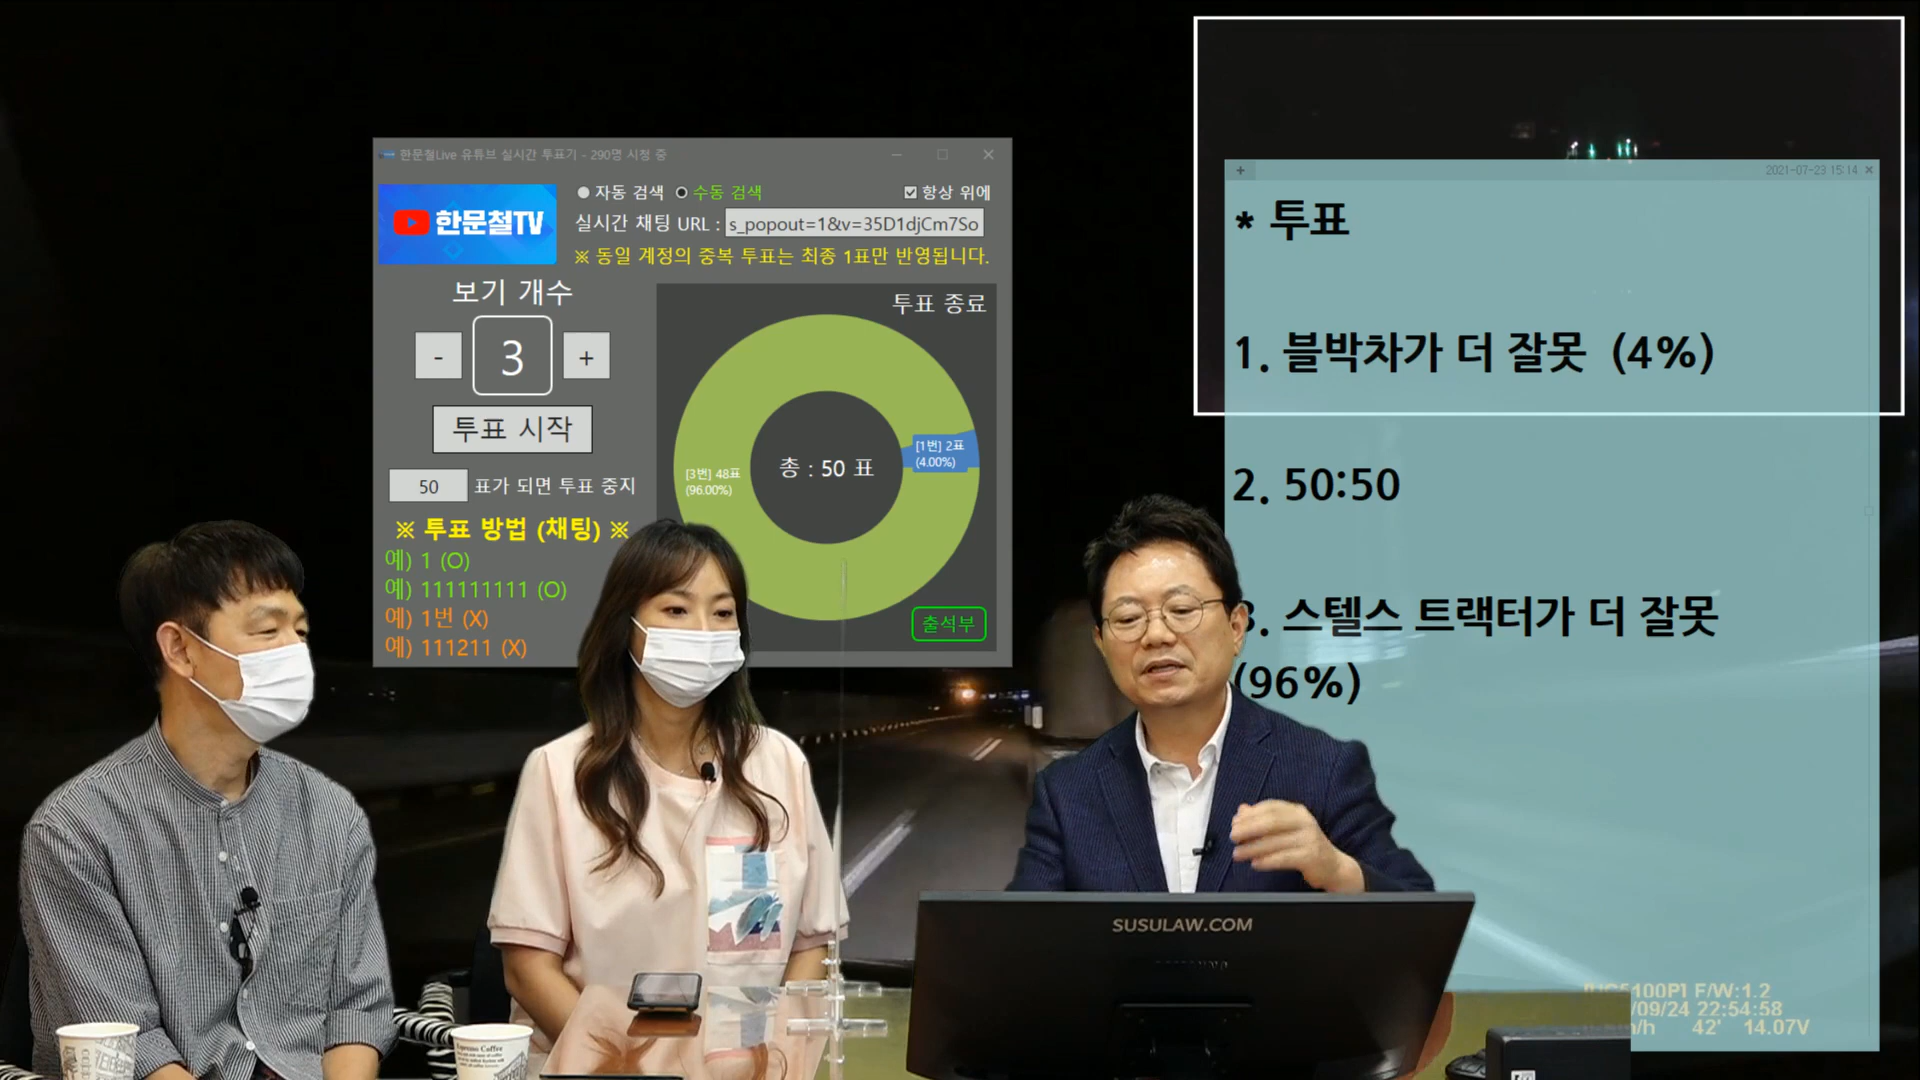 한문철Live 유튜브 실시간 투표기 - 290명 시청 중
한문철TV
자동 검색 수동 검색
항상 위에
실시간 채팅 URL : s_popout=1&v=35D1djCm7So
※ 동일 계정의 중복 투표는 최종 1표만 반영됩니다.
보기 개수
- 3 +
투표 시작
50 표가 되면 투표 중지
※ 투표 방법 (채팅) ※
예) 1 (O)
예) 111111111 (O)
예) 1번 (X)
예) 111211 (X)
투표 종료
[1번] 2표
(4.00%)
총 : 50 표
[3번] 48표
(96.00%)
출석부
2021-07-23 15:14
* 투표
1. 블박차가 더 잘못 (4%)
2. 50:50
3. 스텔스 트랙터가 더 잘못
(96%)
SUSULAW.COM
Espresso Coffee
5100P] F/W:1.2
/09/24 22:54:58
42' 14.07V